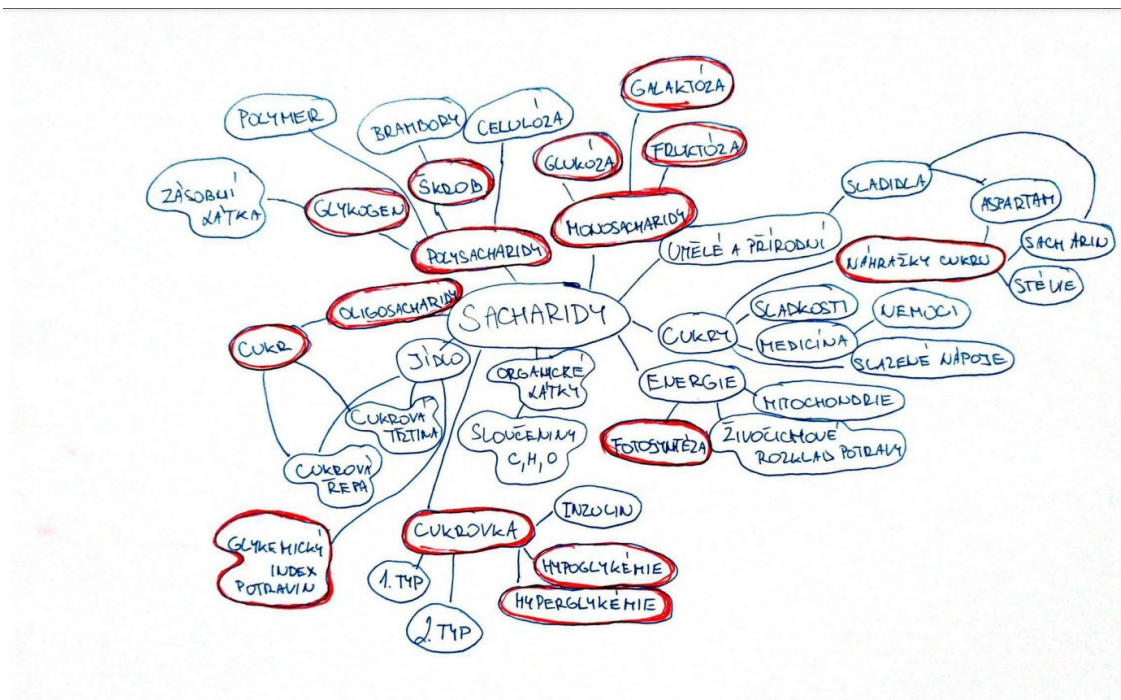 GALAKTÓZA
POLYMER
BRAMBORY
CELULÓZA
GLUKÓZA
FRUKTÓZA
ŠKROB
SLADIDLA
ZÁSOBNÍ
LÁTKA
GLYKOGEN
MONOSACHARIDY
ASPARTAM
POLYSACHARIDY
UMĚLÉ A PŘÍRODNÍ
NÁHRAŽKY CUKRU
SACHARIN
STÉVIE
OLIGOSACHARIDY
SACHARIDY
SLADKOSTI
NEMOCI
CUKR
CUKRY
MEDICÍNA
SLAZENÉ NÁPOJE
JÍDLO
ORGANICKÉ
LÁTKY
ENERGIE
MITOCHONDRIE
CUKROVÁ
TŘTINA
SLOUČENINY
C,H,O
FOTOSYNTÉZA
ŽIVOČICHOVÉ
ROZKLAD POTRAVY
CUKROVÁ
ŘEPA
GLYKEMICKÝ
INDEX
POTRAVIN
CUKROVKA
INZULIN
1. TYP
HYPOGLYKÉMIE
HYPERGLYKÉMIE
2. TYP